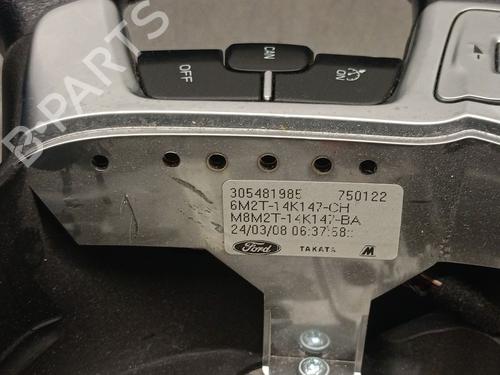 CAN
OFF
ON
305481985 750122
6M2T-14K147-CH
M8M2T-14K147-BA
24/03/08 06:37:58::
Ford TAKATA M
B-Parts